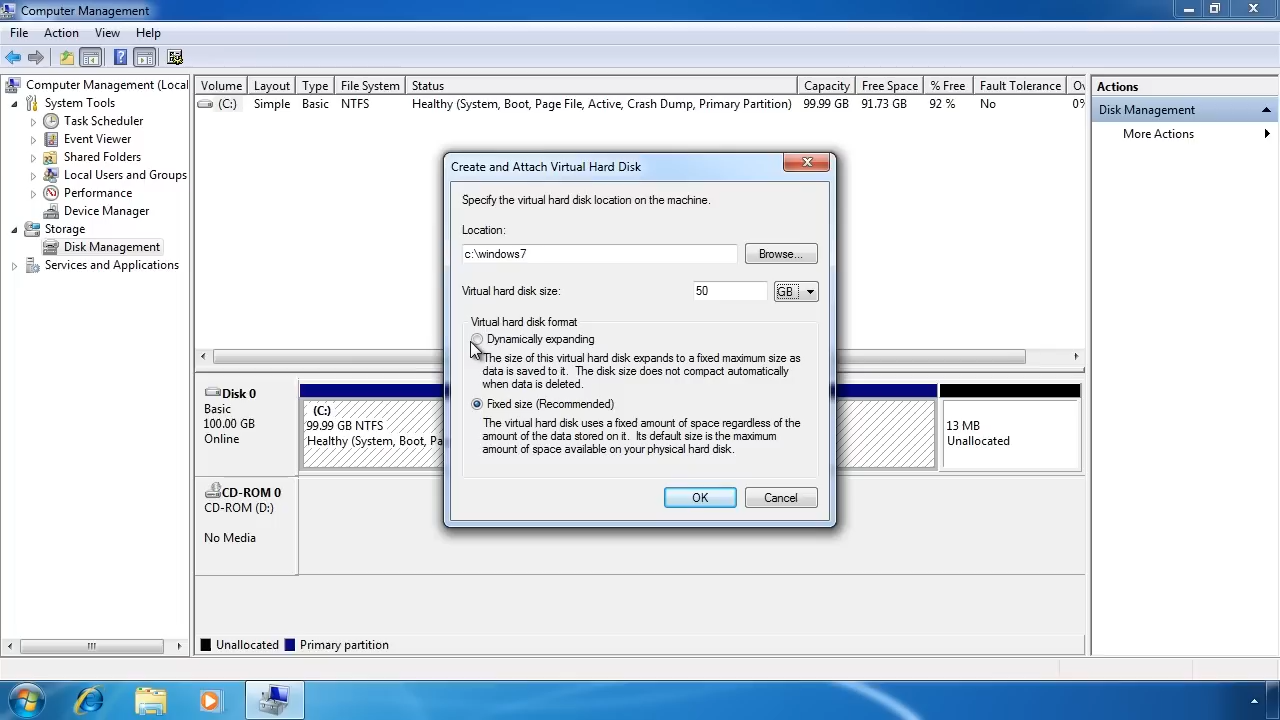 Computer Management
File Action View Help
Computer Management (Local
System Tools
Task Scheduler
Event Viewer
Shared Folders
Local Users and Groups
Performance
Device Manager
Storage
Disk Management
Services and Applications
Volume Layout Type File System Status Capacity Free Space % Free Fault Tolerance Ov
(C:) Simple Basic NTFS Healthy (System, Boot, Page File, Active, Crash Dump, Primary Partition) 99.99 GB 91.73 GB 92 % No 0%
Create and Attach Virtual Hard Disk
Specify the virtual hard disk location on the machine.
Location:
c:\windows7 Browse...
Virtual hard disk size: 50 GB
Virtual hard disk format
Dynamically expanding
The size of this virtual hard disk expands to a fixed maximum size as
data is saved to it. The disk size does not compact automatically
when data is deleted.
Fixed size (Recommended)
The virtual hard disk uses a fixed amount of space regardless of the
amount of the data stored on it. Its default size is the maximum
amount of space available on your physical hard disk.
OK Cancel
Disk 0
Basic
100.00 GB
Online
(C:)
99.99 GB NTFS
Healthy (System, Boot, Pa
13 MB
Unallocated
CD-ROM 0
CD-ROM (D:)
No Media
Unallocated Primary partition
Actions
Disk Management
More Actions